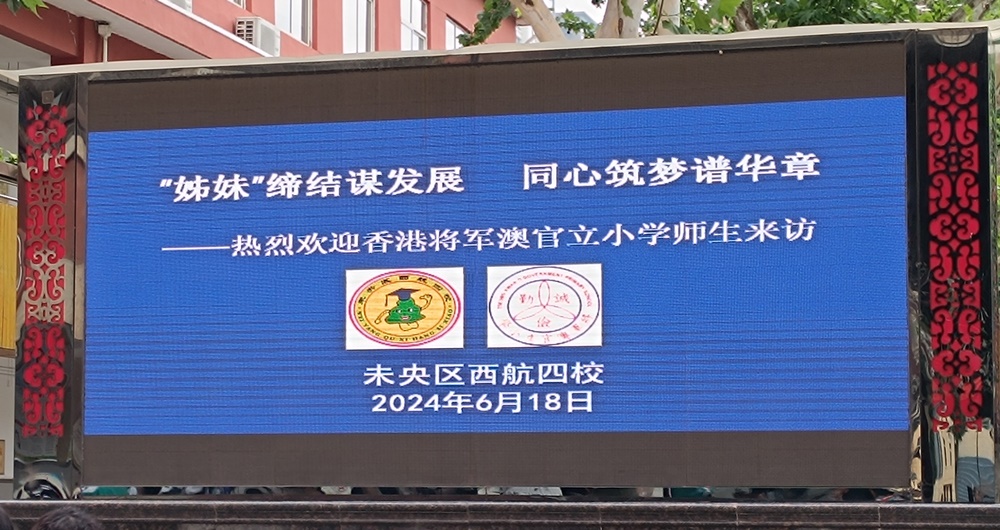 “姊妹”缔结谋发展 同心筑梦谱华章
——热烈欢迎香港将军澳官立小学师生来访
勤 誠
未央区西航四校
2024年6月18日